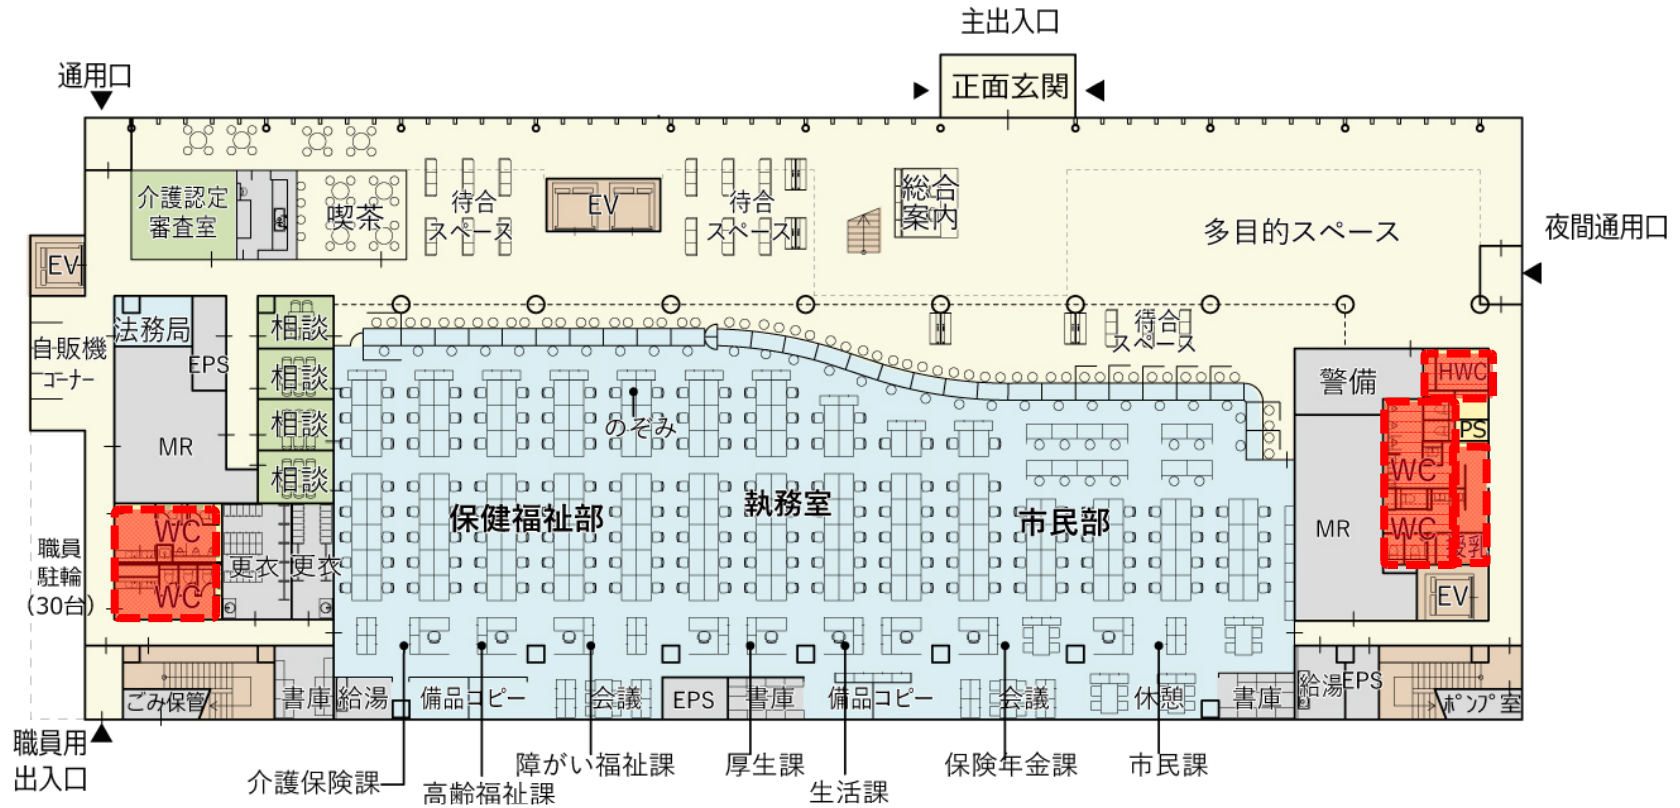 主出入口
正面玄関
通用口
介護認定
審査室
喫茶
待合
スペース
EV
待合
スペース
総合
案内
多目的スペース
夜間通用口
EV
法務局
自販機
コーナー
EPS
相談
相談
相談
相談
MR
待合
スペース
警備
HWC
PS
WC
WC
授乳
MR
EV
のぞみ
保健福祉部
執務室
市民部
WC
WC
更衣
更衣
職員
駐輪
(30台)
ごみ保管
書庫
給湯
備品コピー
会議
EPS
書庫
備品コピー
会議
休憩
書庫
給湯
EPS
ポンプ室
職員用
出入口
介護保険課
高齢福祉課
障がい福祉課
厚生課
生活課
保険年金課
市民課